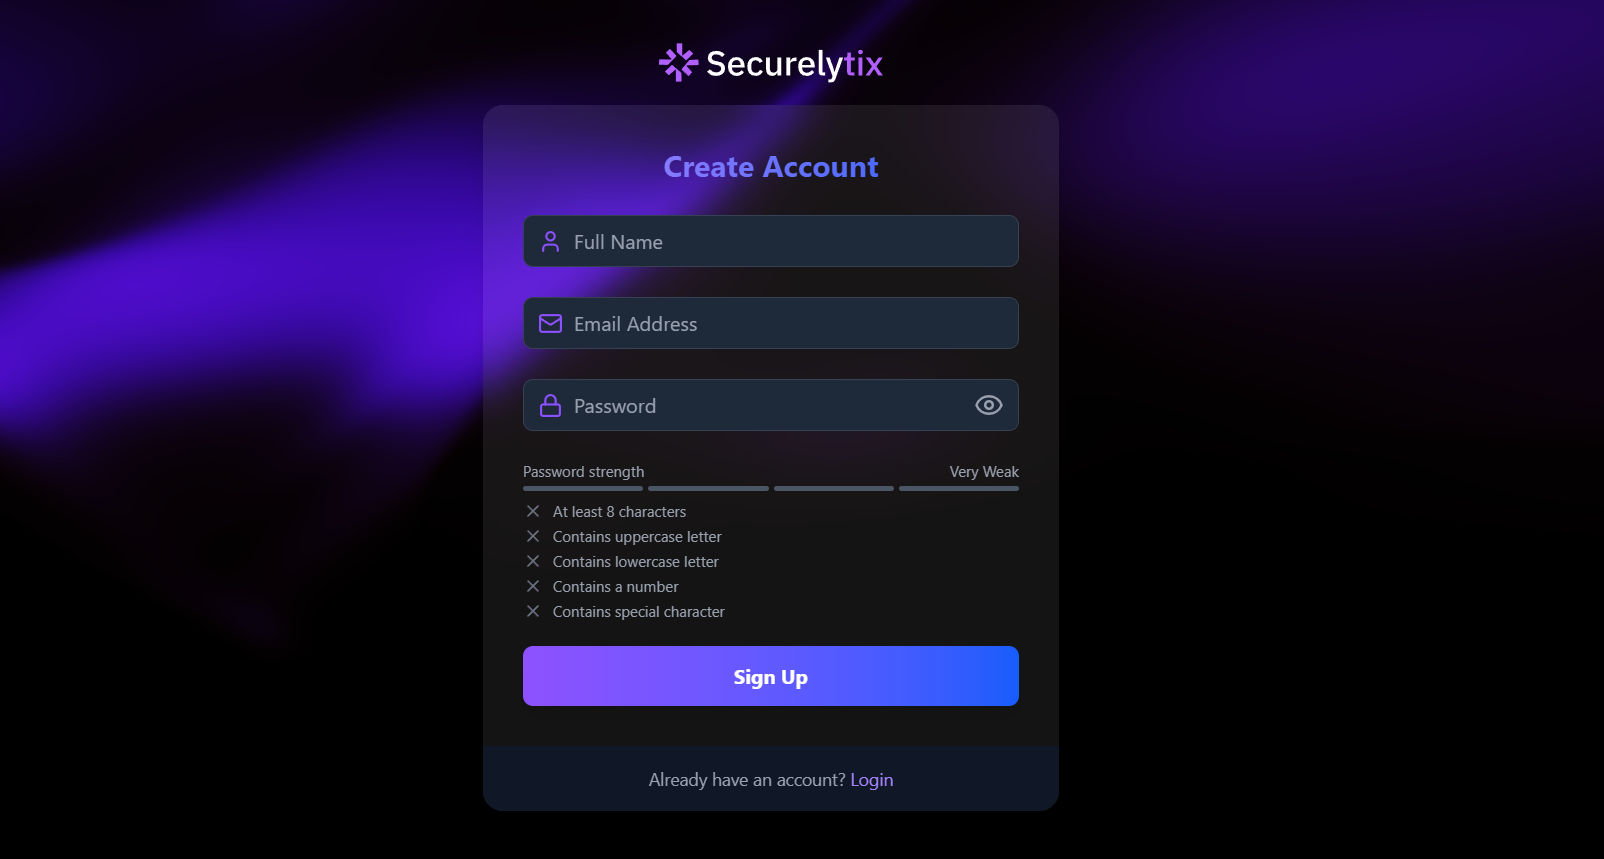 Securelytix
Create Account
Full Name
Email Address
Password
Password strength Very Weak
At least 8 characters
Contains uppercase letter
Contains lowercase letter
Contains a number
Contains special character
Sign Up
Already have an account? Login